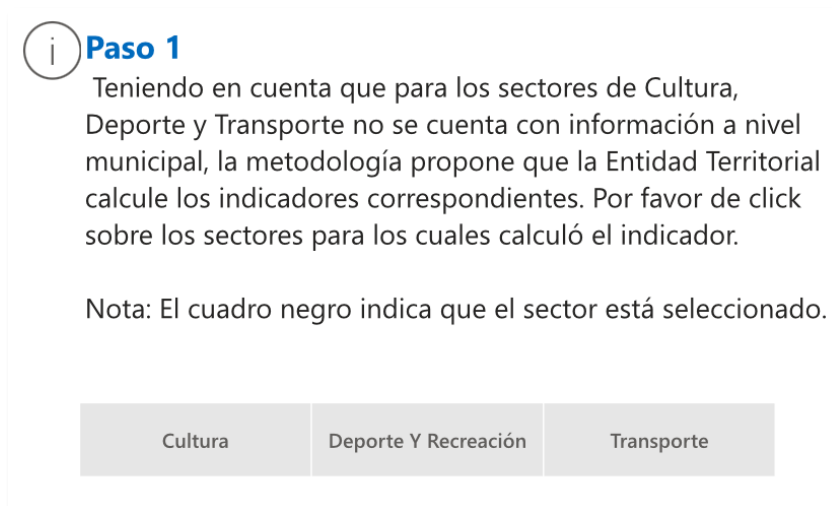 i
Paso 1
Teniendo en cuenta que para los sectores de Cultura,
Deporte y Transporte no se cuenta con información a nivel
municipal, la metodología propone que la Entidad Territorial
calcule los indicadores correspondientes. Por favor de click
sobre los sectores para los cuales calculó el indicador.
Nota: El cuadro negro indica que el sector está seleccionado.
Cultura Deporte Y Recreación Transporte